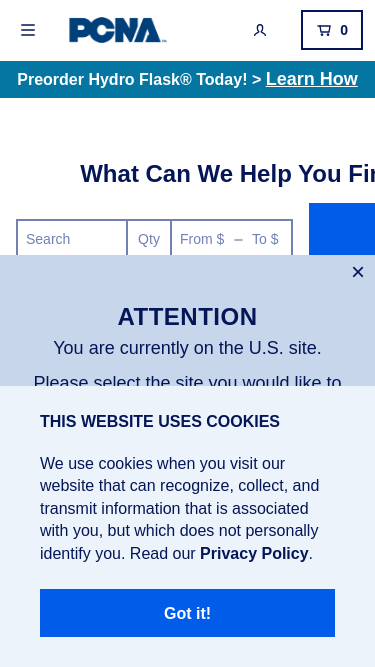 PCNA
0
Preorder Hydro Flask® Today! > Learn How
What Can We Help You Fi
Search
Qty
From $ – To $
×
ATTENTION
You are currently on the U.S. site.
Please select the site you would like to
THIS WEBSITE USES COOKIES
We use cookies when you visit our
website that can recognize, collect, and
transmit information that is associated
with you, but which does not personally
identify you. Read our Privacy Policy.
Got it!